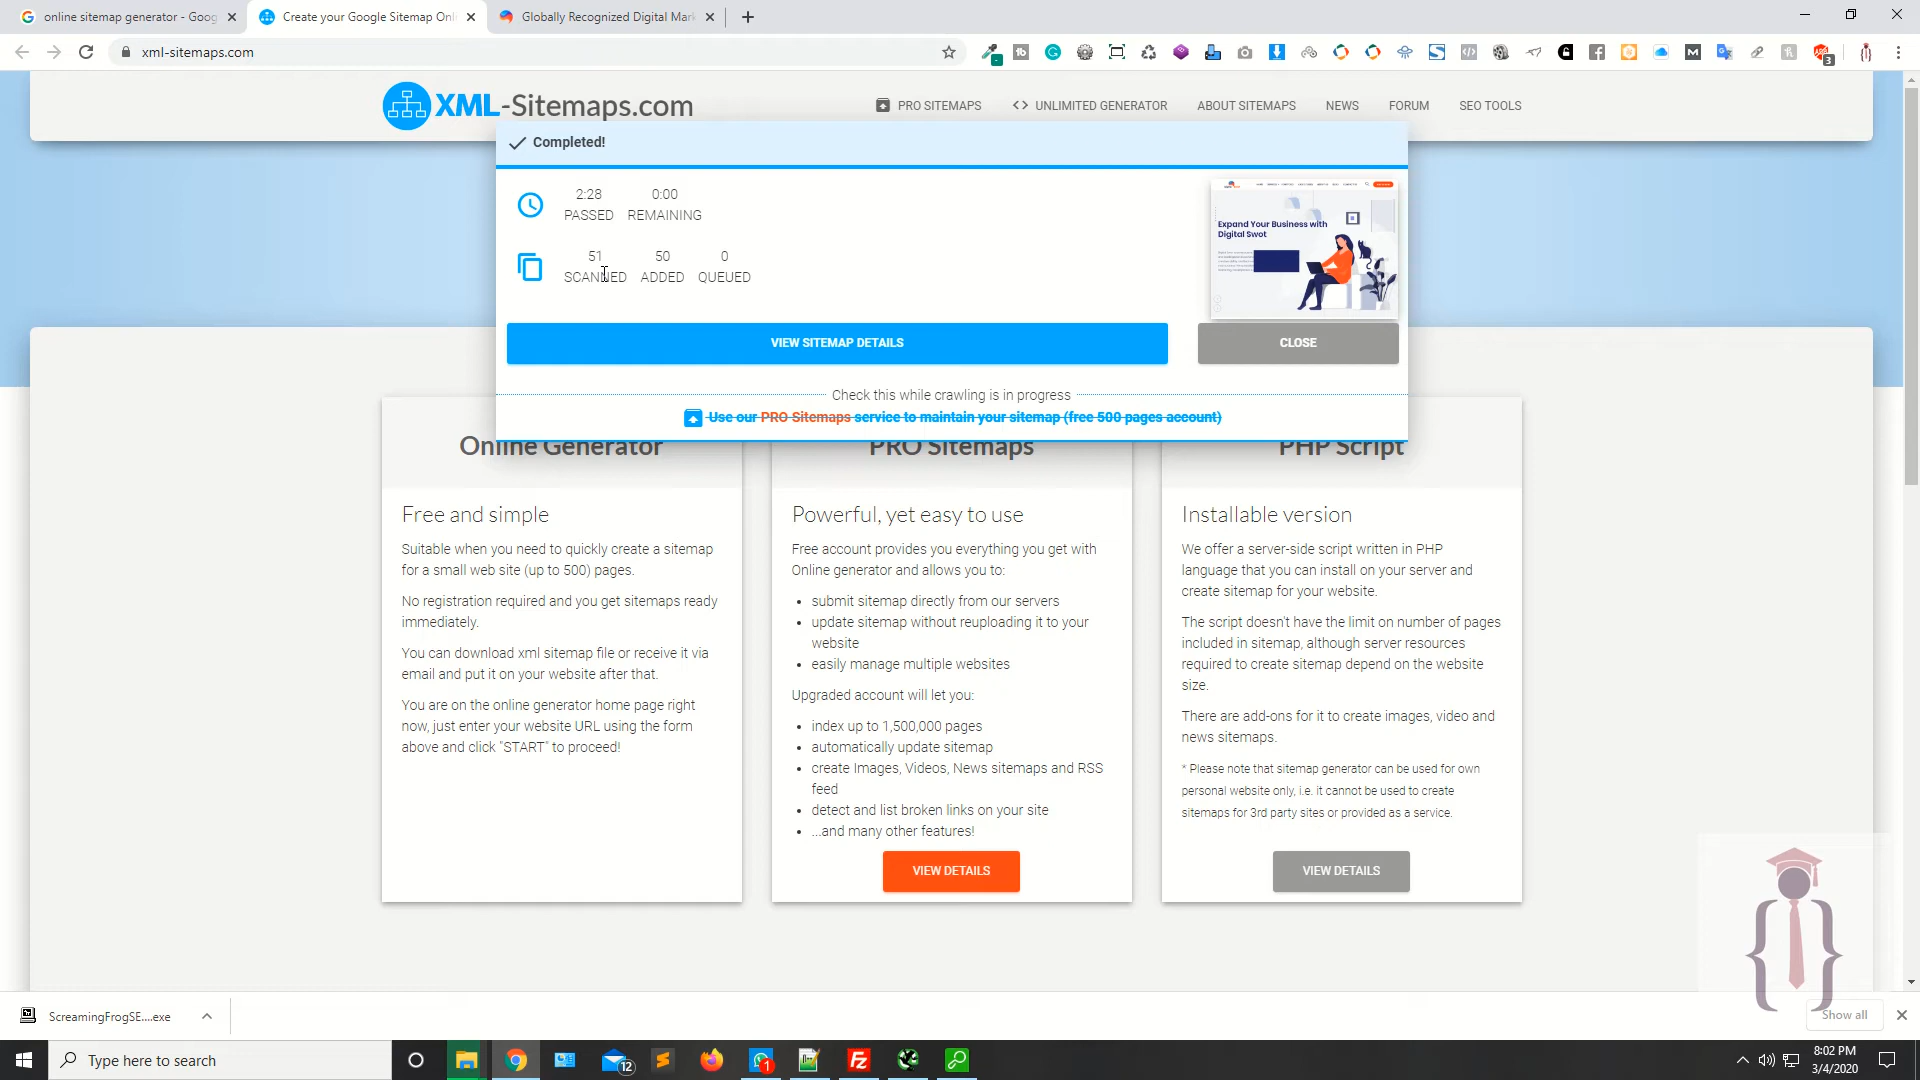 online sitemap generator - Goog
Create your Google Sitemap Onli
Globally Recognized Digital Mark
xml-sitemaps.com
XML-Sitemaps.com
PRO SITEMAPS
<> UNLIMITED GENERATOR
ABOUT SITEMAPS
NEWS
FORUM
SEO TOOLS
Completed!
2:28
0:00
PASSED
REMAINING
51
50
0
SCANNED
ADDED
QUEUED
Expand Your Business with
Digital Swot
VIEW SITEMAP DETAILS
CLOSE
Check this while crawling is in progress
Use our PRO Sitemaps service to maintain your sitemap (free 500 pages account)
Online Generator
Free and simple
Suitable when you need to quickly create a sitemap
for a small web site (up to 500) pages.
No registration required and you get sitemaps ready
immediately.
You can download xml sitemap file or receive it via
email and put it on your website after that.
You are on the online generator home page right
now, just enter your website URL using the form
above and click "START" to proceed!
PRO Sitemaps
Powerful, yet easy to use
Free account provides you everything you get with
Online generator and allows you to:
• submit sitemap directly from our servers
• update sitemap without reuploading it to your
website
• easily manage multiple websites
Upgraded account will let you:
• index up to 1,500,000 pages
• automatically update sitemap
• create Images, Videos, News sitemaps and RSS
feed
• detect and list broken links on your site
• ...and many other features!
VIEW DETAILS
PHP Script
Installable version
We offer a server-side script written in PHP
language that you can install on your server and
create sitemap for your website.
The script doesn't have the limit on number of pages
included in sitemap, although server resources
required to create sitemap depend on the website
size.
There are add-ons for it to create images, video and
news sitemaps.
* Please note that sitemap generator can be used for own
personal website only, i.e. it cannot be used to create
sitemaps for 3rd party sites or provided as a service.
VIEW DETAILS
ScreamingFrogSE....exe
Show all
Type here to search
12
1
8:02 PM
3/4/2020